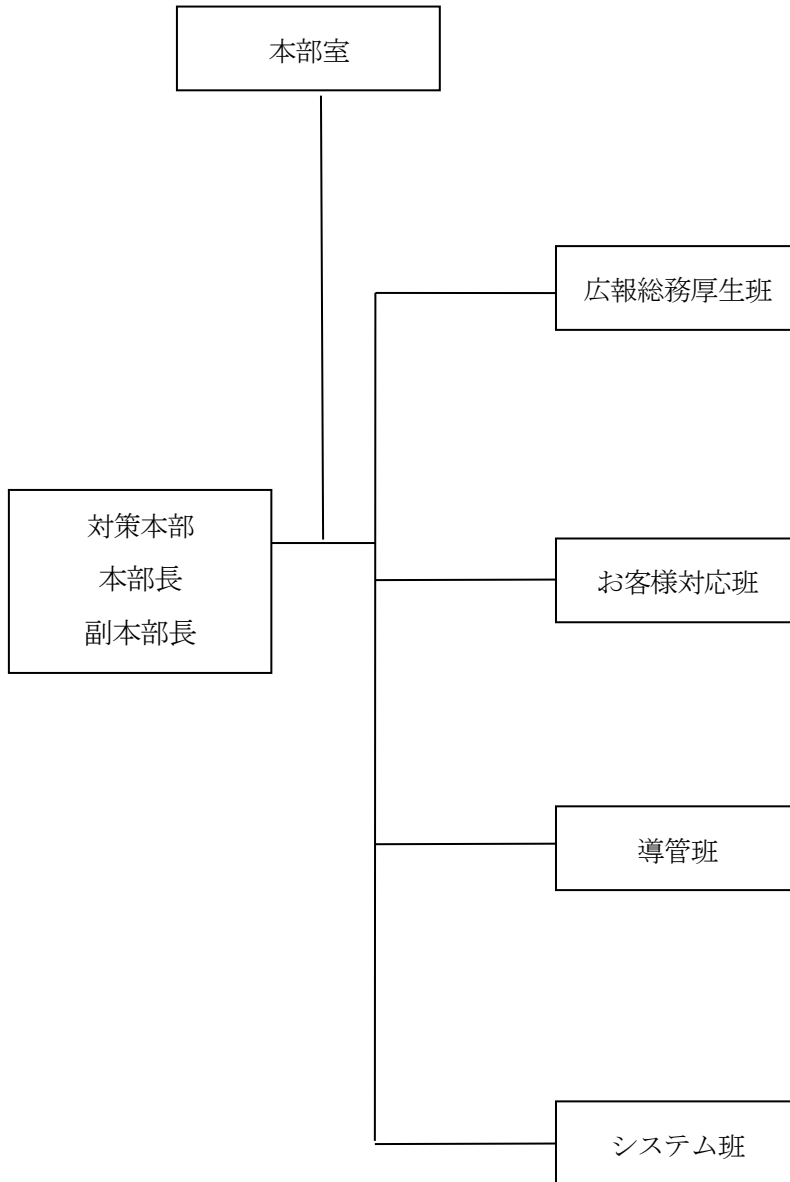 本部室
広報総務厚生班
対策本部
本部長
副本部長
お客様対応班
導管班
システム班